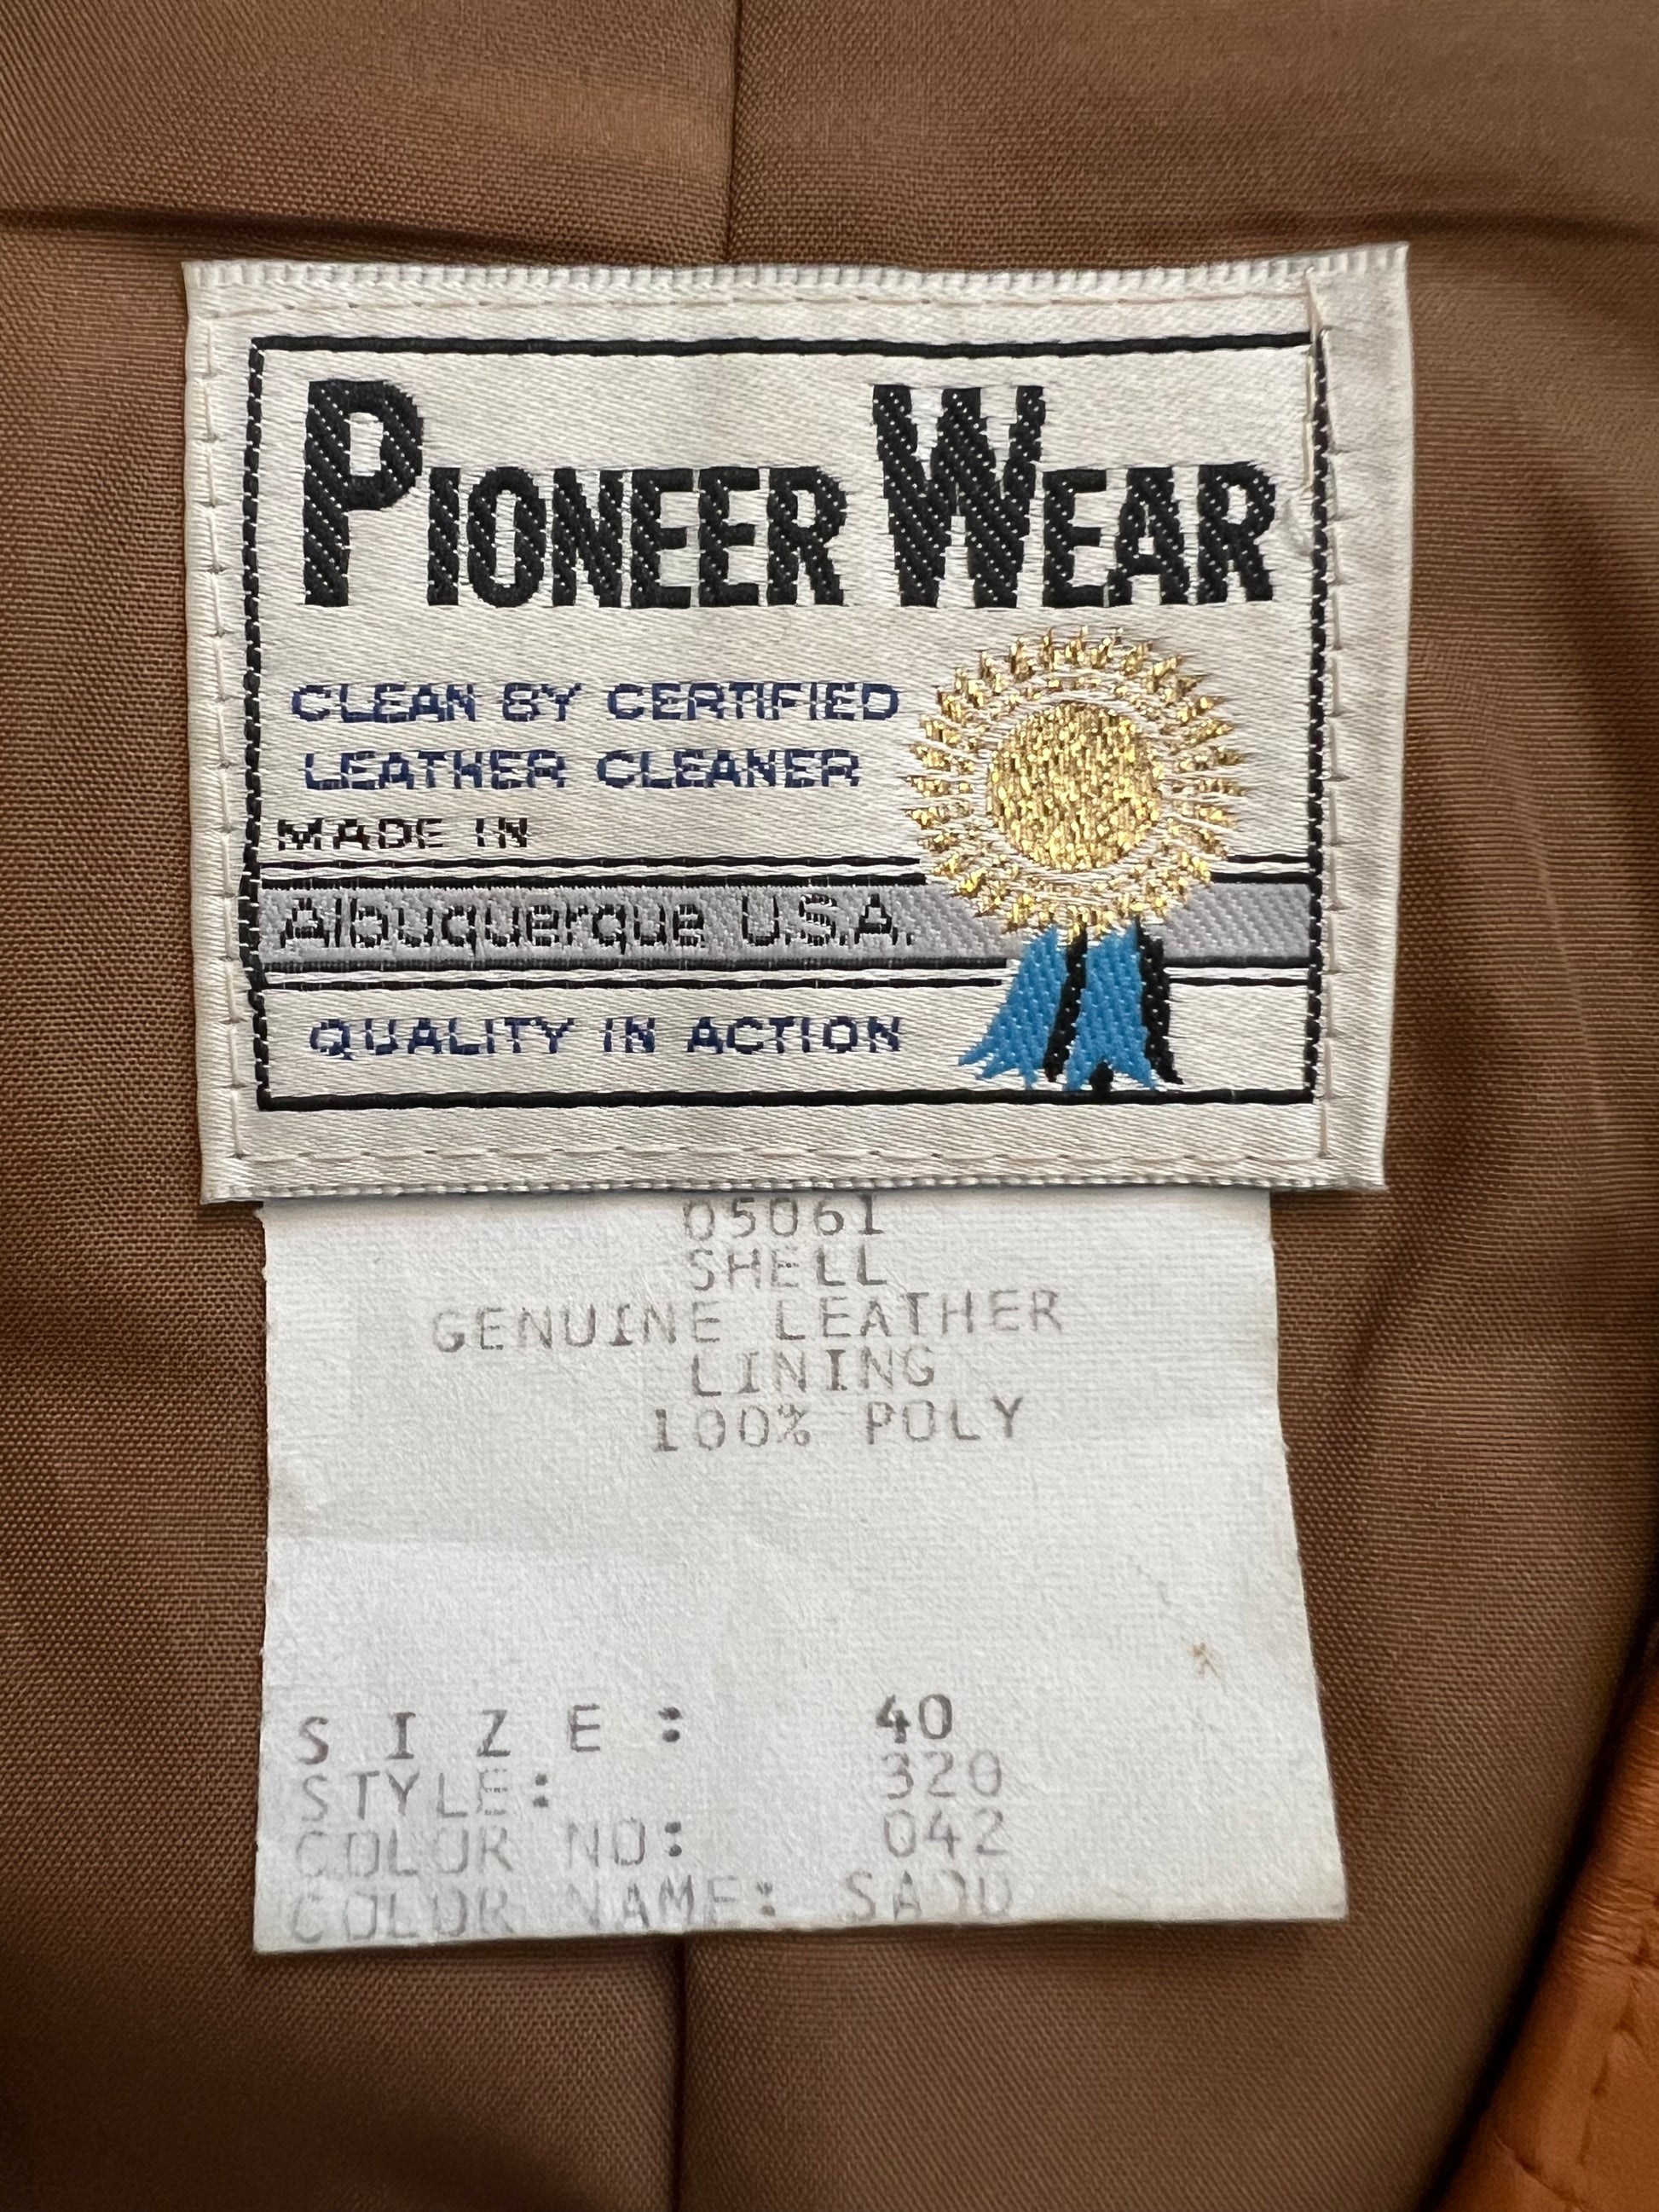 PIONEER WEAR
CLEAN BY CERTIFIED
LEATHER CLEANER
MADE IN
Albuquerque U.S.A.
QUALITY IN ACTION
05061
SHELL
GENUINE LEATHER
LINING
100% POLY
SIZE: 40
STYLE: 320
COLOR NO: 042
COLOR NAME: